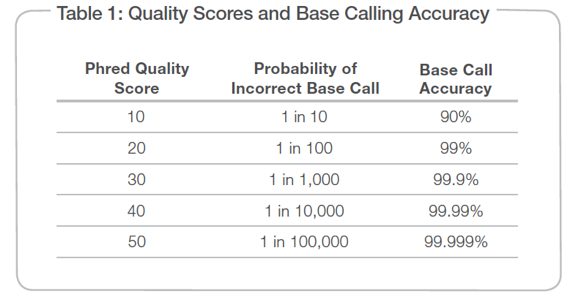 Table 1: Quality Scores and Base Calling Accuracy
Phred Quality Score
Probability of Incorrect Base Call
Base Call Accuracy
10 1 in 10 90%
20 1 in 100 99%
30 1 in 1,000 99.9%
40 1 in 10,000 99.99%
50 1 in 100,000 99.999%